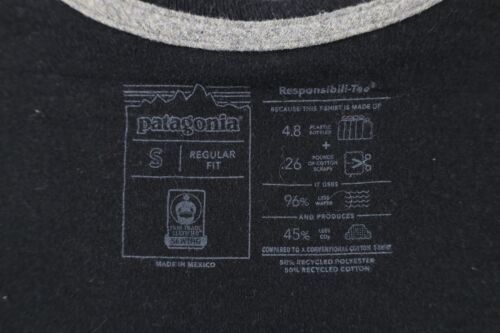 patagonia
S REGULAR FIT
FAIR TRADE
CERTIFIED
SEWING
MADE IN MEXICO
Responsibili-Tee®
BECAUSE THIS T-SHIRT IS MADE OF
4.8 PLASTIC BOTTLES
+
.26 POUNDS OF COTTON SCRAPS
IT USES
96% LESS WATER
AND PRODUCES
45% LESS CO2
COMPARED TO A CONVENTIONAL COTTON T-SHIRT
50% RECYCLED POLYESTER
50% RECYCLED COTTON